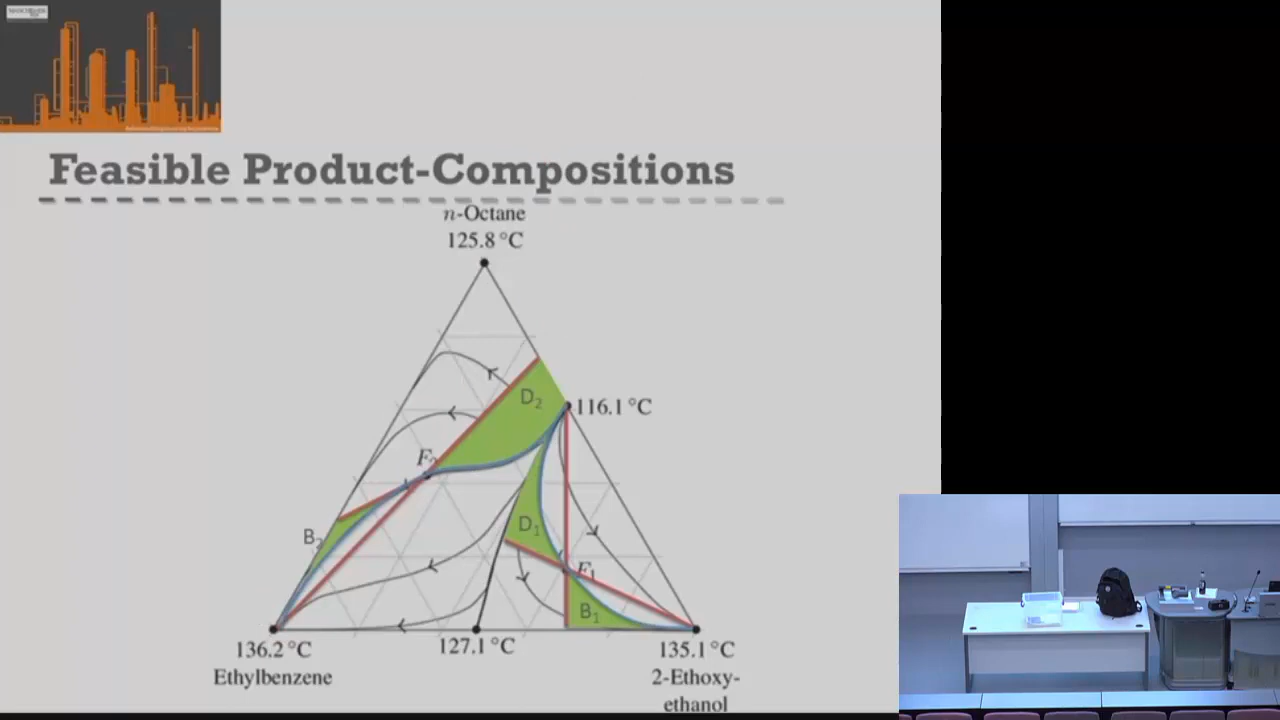 Feasible Product-Compositions
n-Octane
125.8 °C
D2
116.1 °C
F2
B2
D1
F1
B1
136.2 °C
127.1 °C
135.1 °C
Ethylbenzene
2-Ethoxy-
ethanol